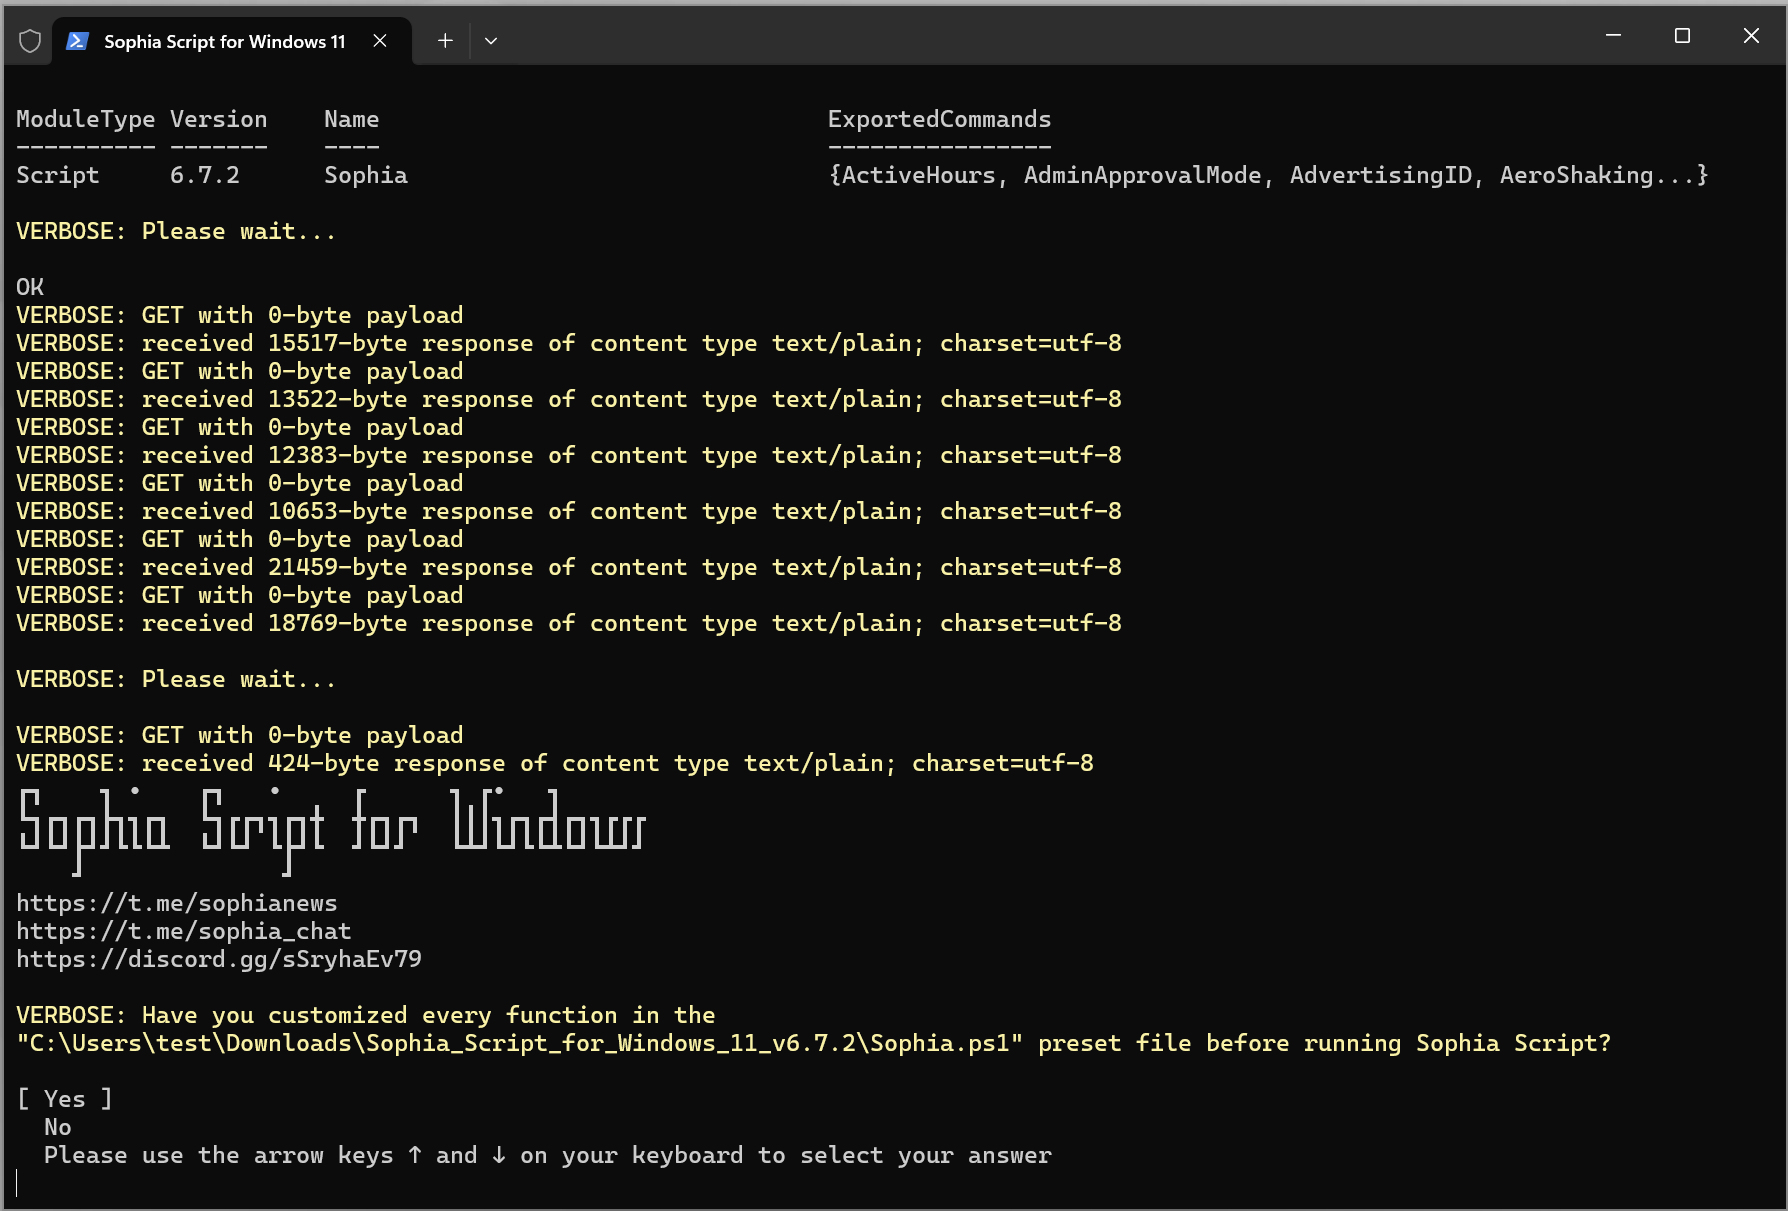 Sophia Script for Windows 11
ModuleType Version    Name                                ExportedCommands
---------- -------    ----                                ----------------
Script     6.7.2      Sophia                              {ActiveHours, AdminApprovalMode, AdvertisingID, AeroShaking...}
VERBOSE: Please wait...
OK
VERBOSE: GET with 0-byte payload
VERBOSE: received 15517-byte response of content type text/plain; charset=utf-8
VERBOSE: GET with 0-byte payload
VERBOSE: received 13522-byte response of content type text/plain; charset=utf-8
VERBOSE: GET with 0-byte payload
VERBOSE: received 12383-byte response of content type text/plain; charset=utf-8
VERBOSE: GET with 0-byte payload
VERBOSE: received 10653-byte response of content type text/plain; charset=utf-8
VERBOSE: GET with 0-byte payload
VERBOSE: received 21459-byte response of content type text/plain; charset=utf-8
VERBOSE: GET with 0-byte payload
VERBOSE: received 18769-byte response of content type text/plain; charset=utf-8
VERBOSE: Please wait...
VERBOSE: GET with 0-byte payload
VERBOSE: received 424-byte response of content type text/plain; charset=utf-8
Sophia Script for Windows
https://t.me/sophianews
https://t.me/sophia_chat
https://discord.gg/sSryhaEv79
VERBOSE: Have you customized every function in the
"C:\Users\test\Downloads\Sophia_Script_for_Windows_11_v6.7.2\Sophia.ps1" preset file before running Sophia Script?
[ Yes ]
No
Please use the arrow keys ↑ and ↓ on your keyboard to select your answer